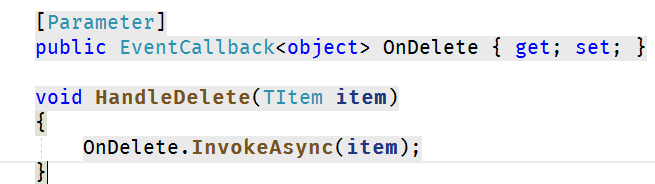 [Parameter]
public EventCallback<object> OnDelete { get; set; }
void HandleDelete(TItem item)
{
OnDelete.InvokeAsync(item);
}